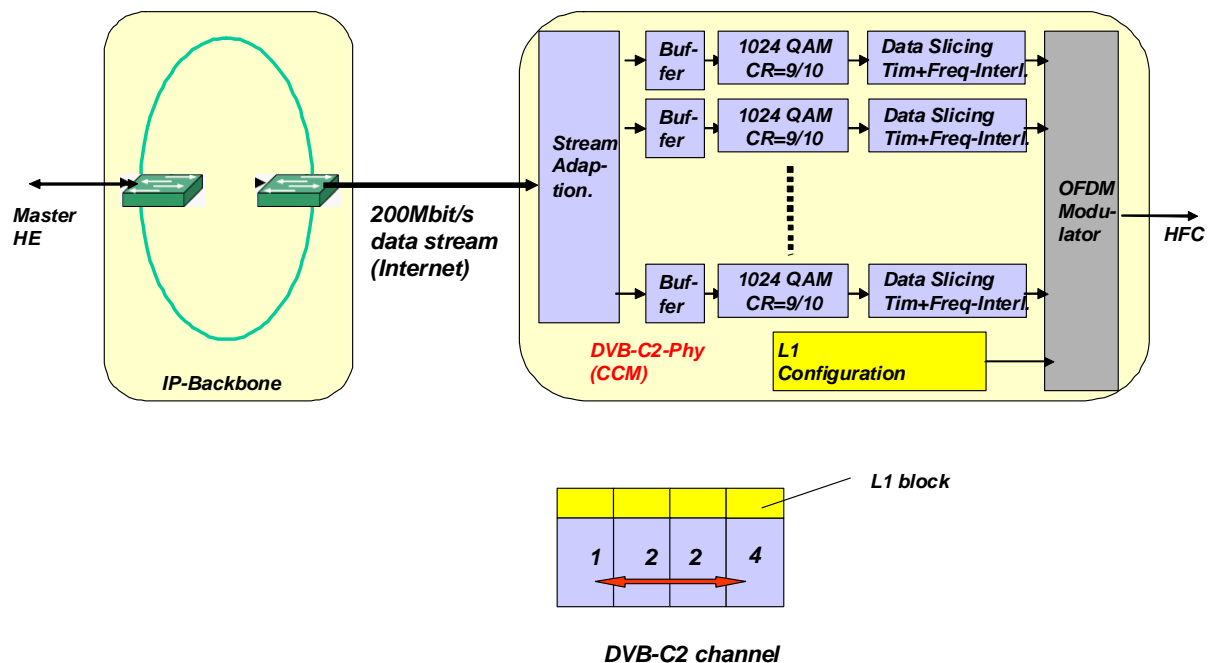 Master
HE
IP-Backbone
200Mbit/s
data stream
(Internet)
Stream
Adap-
tion.
Buf-
fer
1024 QAM
CR=9/10
Data Slicing
Tim+Freq-Interl.
Buf-
fer
1024 QAM
CR=9/10
Data Slicing
Tim+Freq-Interl.
Buf-
fer
1024 QAM
CR=9/10
Data Slicing
Tim+Freq-Interl.
DVB-C2-Phy
(CCM)
L1
Configuration
OFDM
Modu-
lator
HFC
L1 block
1 2 2 4
DVB-C2 channel